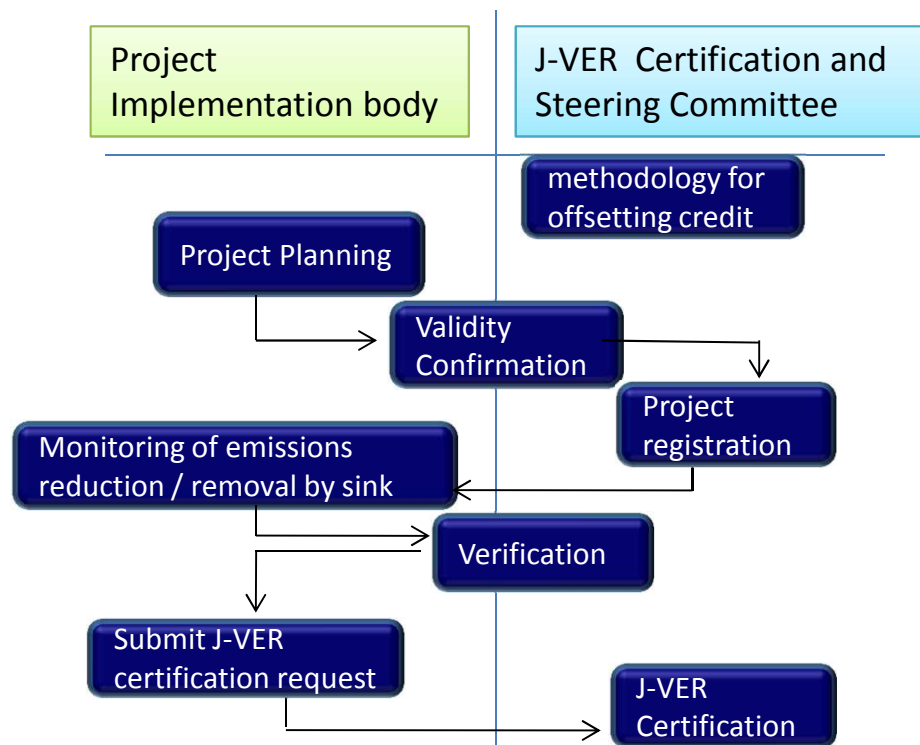 Project
Implementation body
J-VER Certification and
Steering Committee
methodology for
offsetting credit
Project Planning
Validity
Confirmation
Project
registration
Monitoring of emissions
reduction / removal by sink
Verification
Submit J-VER
certification request
J-VER
Certification